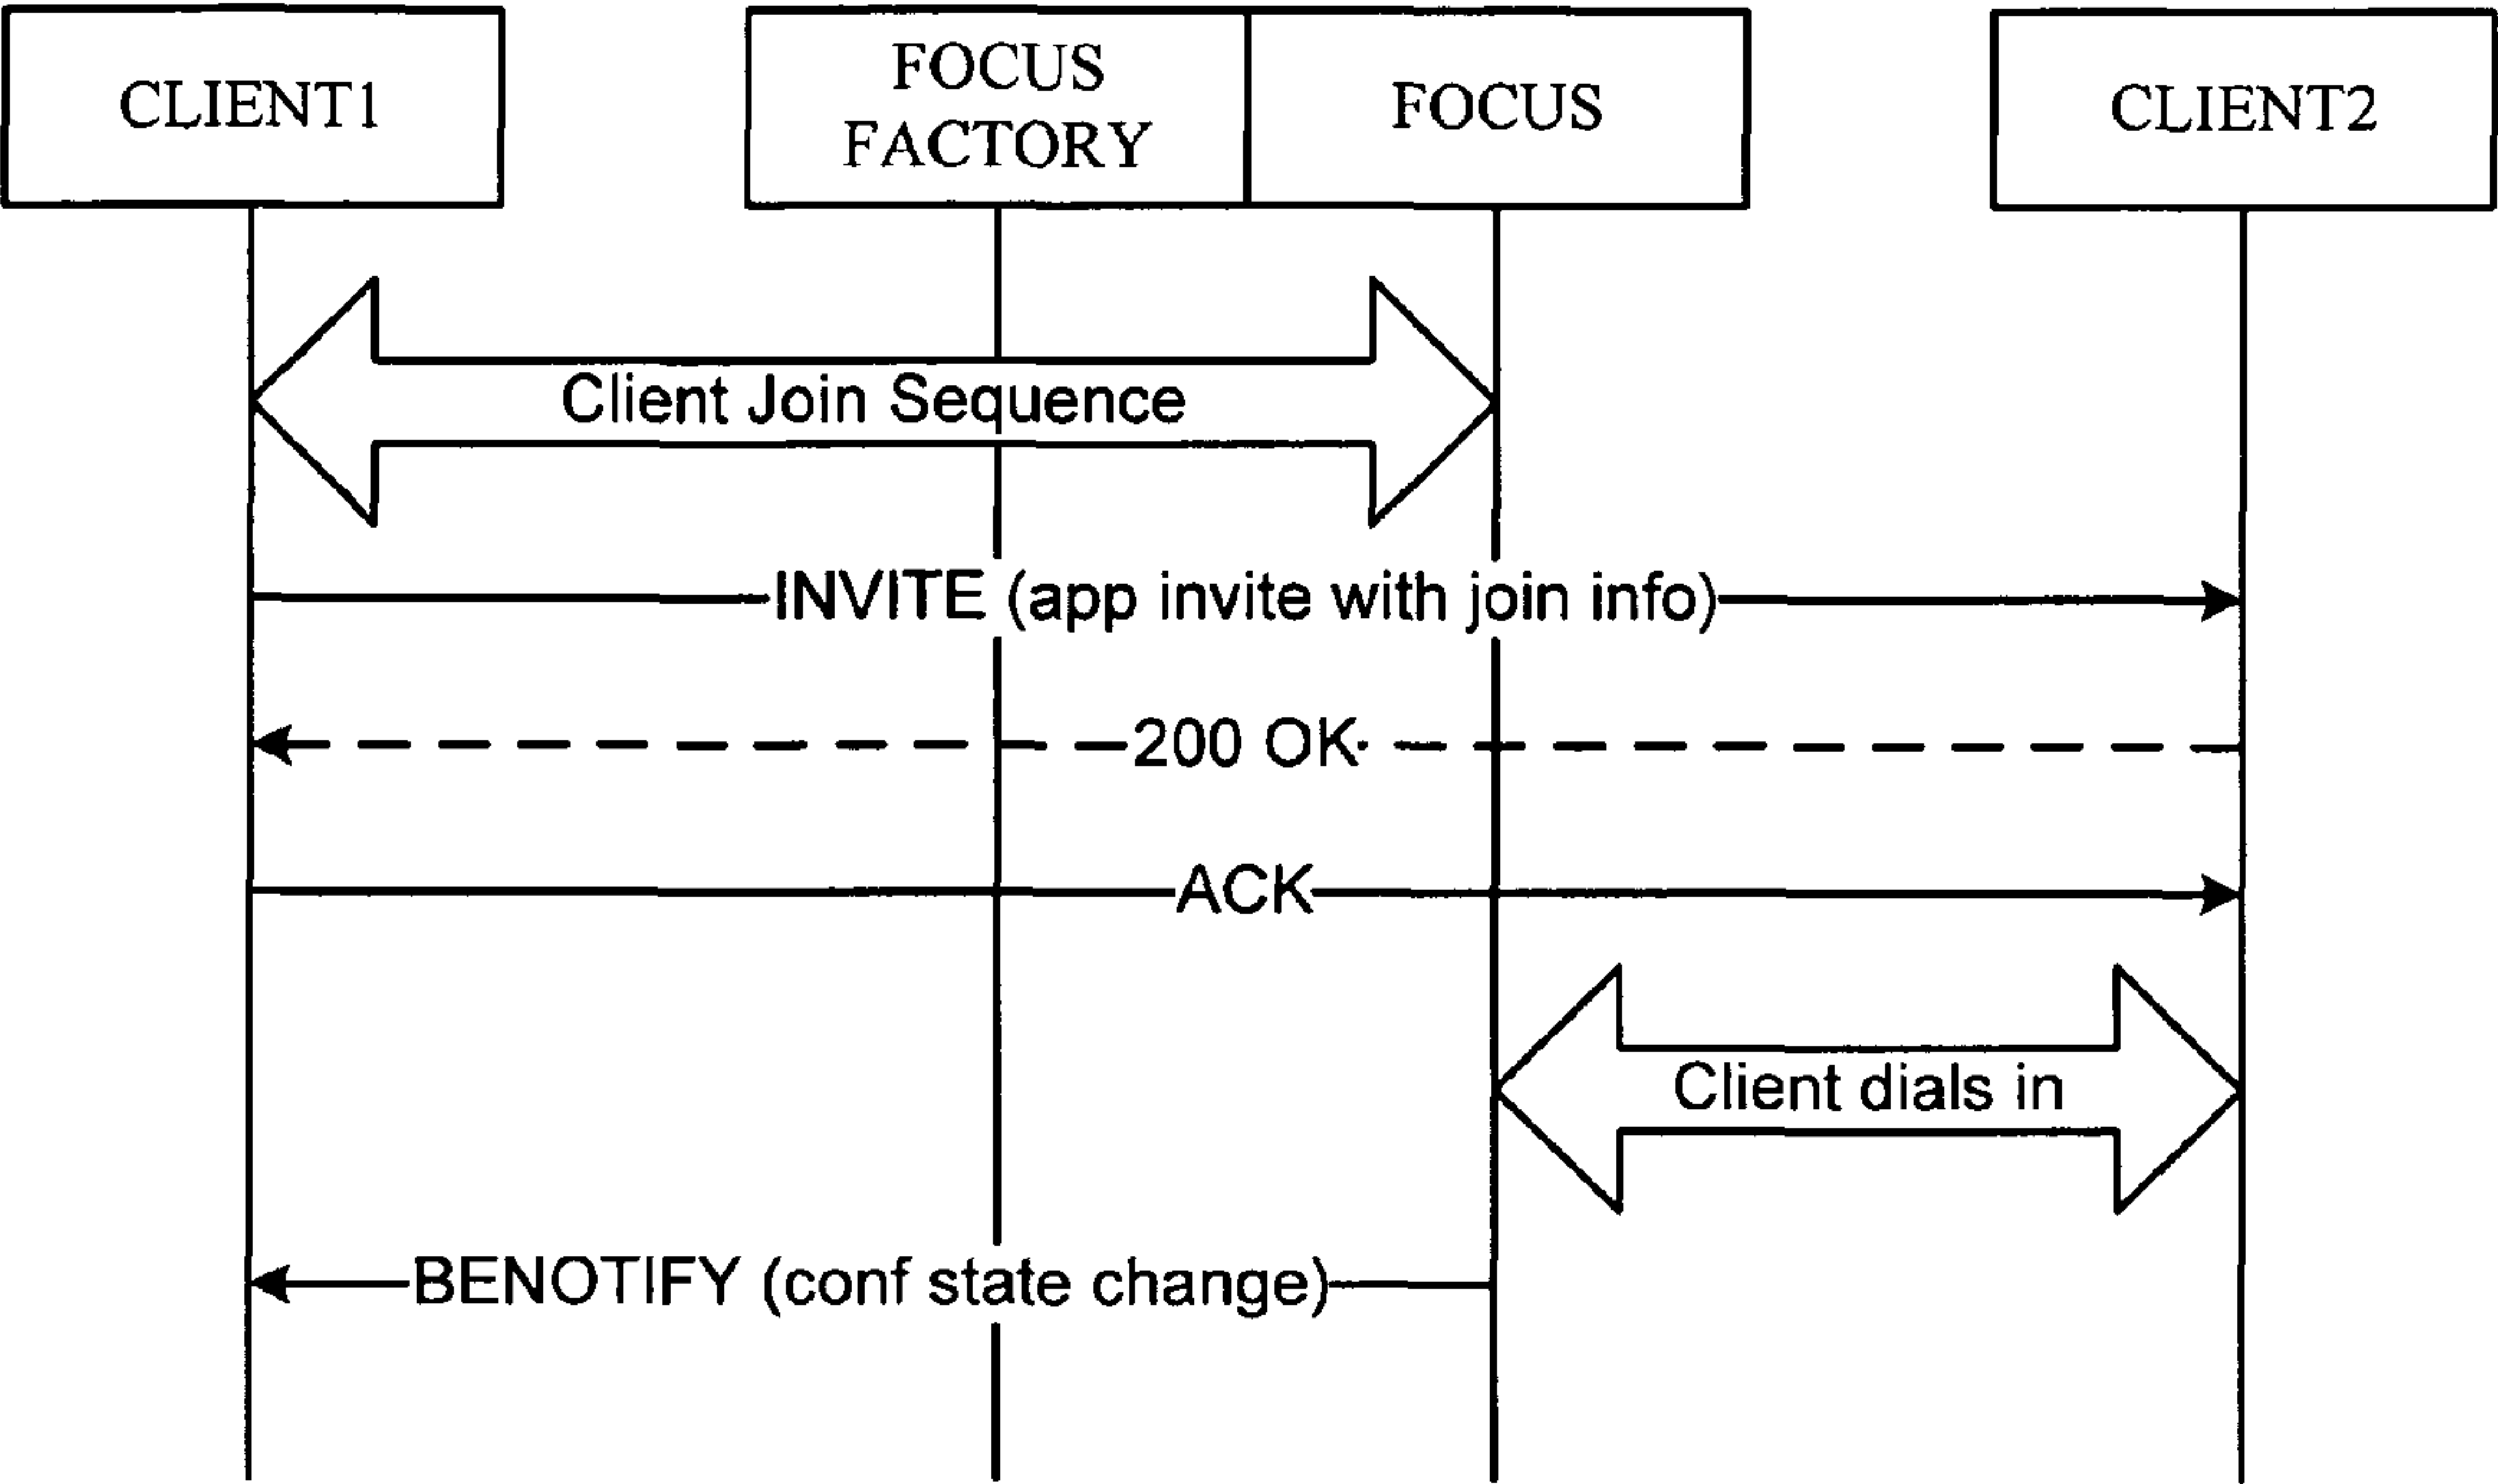 CLIENT1
FOCUS
FACTORY
FOCUS
CLIENT2
Client Join Sequence
INVITE (app invite with join info)
200 OK
ACK
Client dials in
BENOTIFY (conf state change)